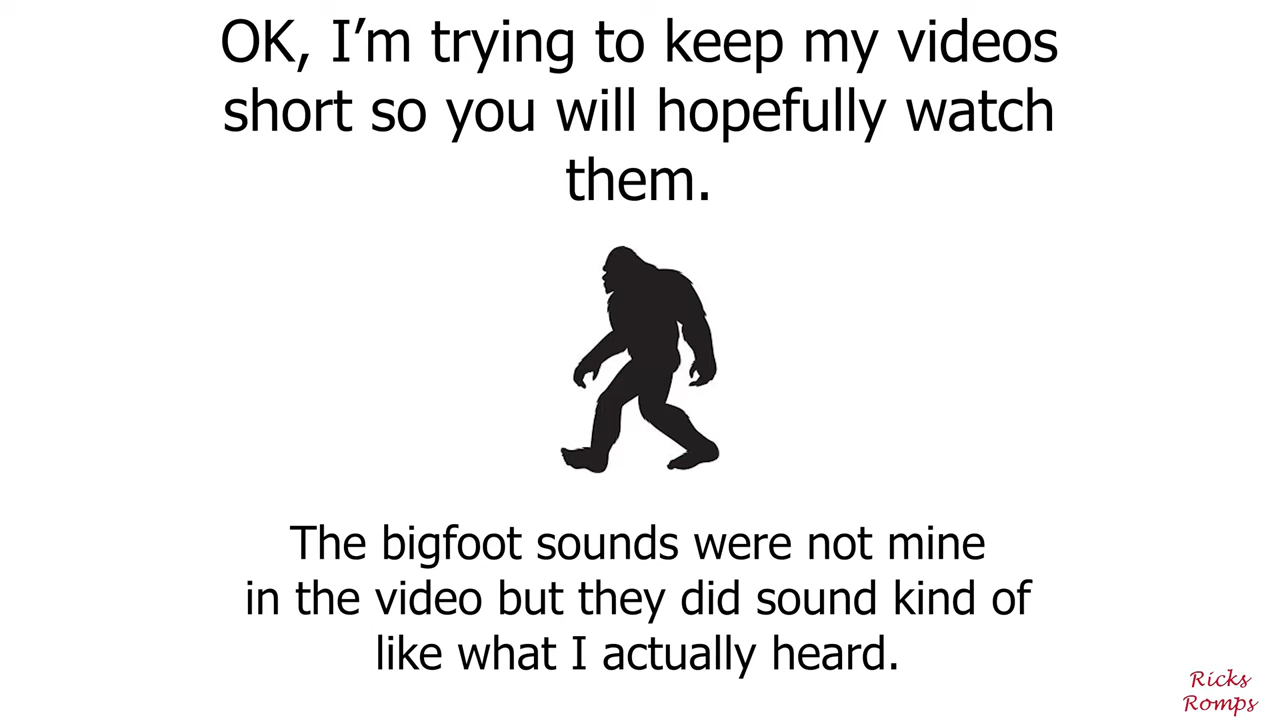 OK, I’m trying to keep my videos
short so you will hopefully watch
them.
The bigfoot sounds were not mine
in the video but they did sound kind of
like what I actually heard.
Ricks
Romps